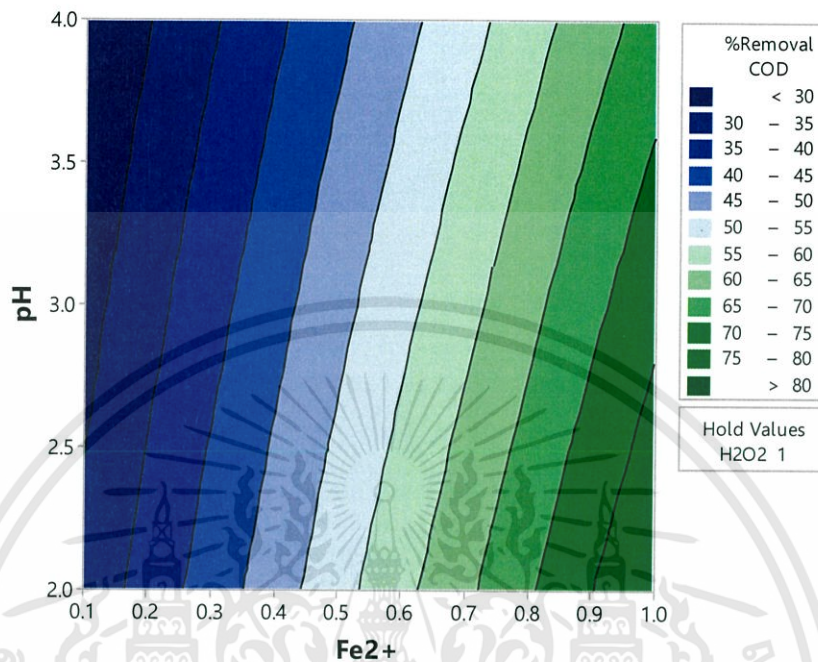 4.0
3.5
3.0
2.5
2.0
pH
0.1 0.2 0.3 0.4 0.5 0.6 0.7 0.8 0.9 1.0
Fe2+
%Removal
COD
< 30
30 – 35
35 – 40
40 – 45
45 – 50
50 – 55
55 – 60
60 – 65
65 – 70
70 – 75
75 – 80
> 80
Hold Values
H2O2 1